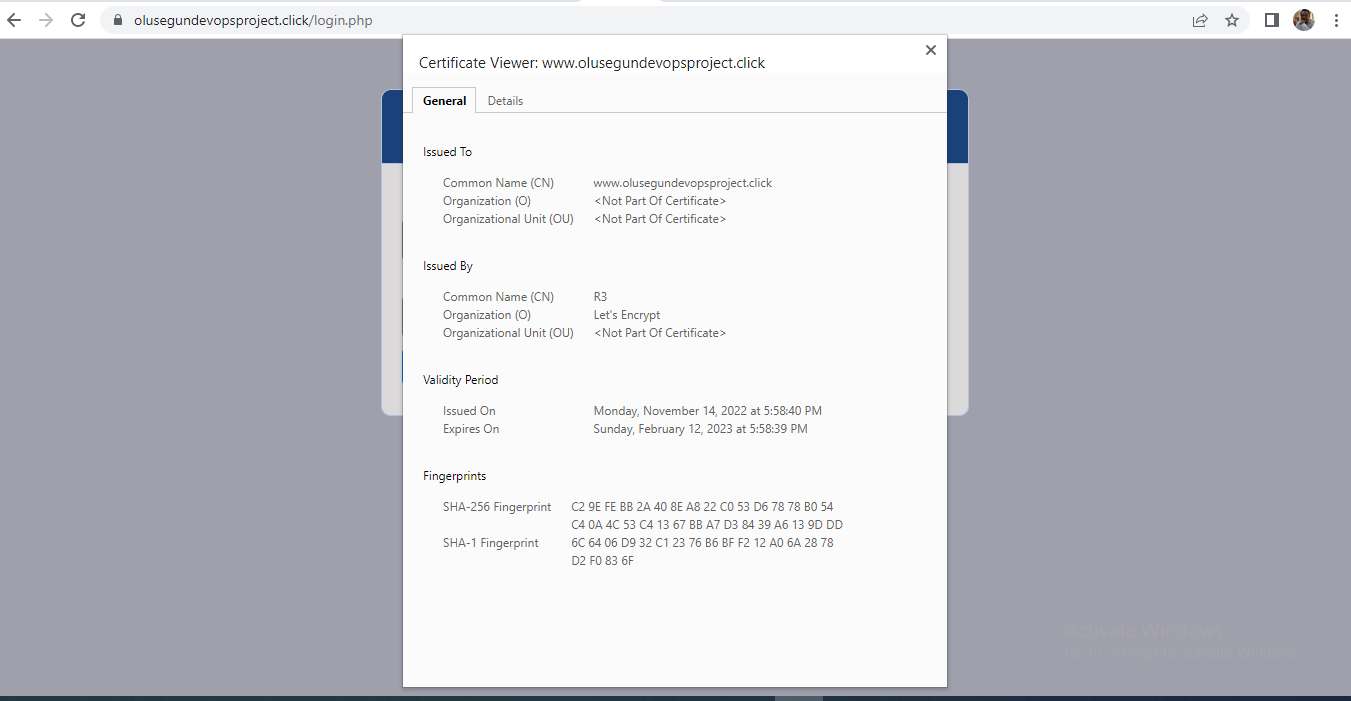 olusegundevopsproject.click/login.php
Certificate Viewer: www.olusegundevopsproject.click
General Details
Issued To
Common Name (CN) www.olusegundevopsproject.click
Organization (O) <Not Part Of Certificate>
Organizational Unit (OU) <Not Part Of Certificate>
Issued By
Common Name (CN) R3
Organization (O) Let's Encrypt
Organizational Unit (OU) <Not Part Of Certificate>
Validity Period
Issued On Monday, November 14, 2022 at 5:58:40 PM
Expires On Sunday, February 12, 2023 at 5:58:39 PM
Fingerprints
SHA-256 Fingerprint C2 9E FE BB 2A 40 8E A8 22 C0 53 D6 78 78 B0 54
C4 0A 4C 53 C4 13 67 BB A7 D3 84 39 A6 13 9D DD
SHA-1 Fingerprint 6C 64 06 D9 32 C1 23 76 B6 BF F2 12 A0 6A 28 78
D2 F0 83 6F
Activate Windows
Go to Settings to activate Windows.